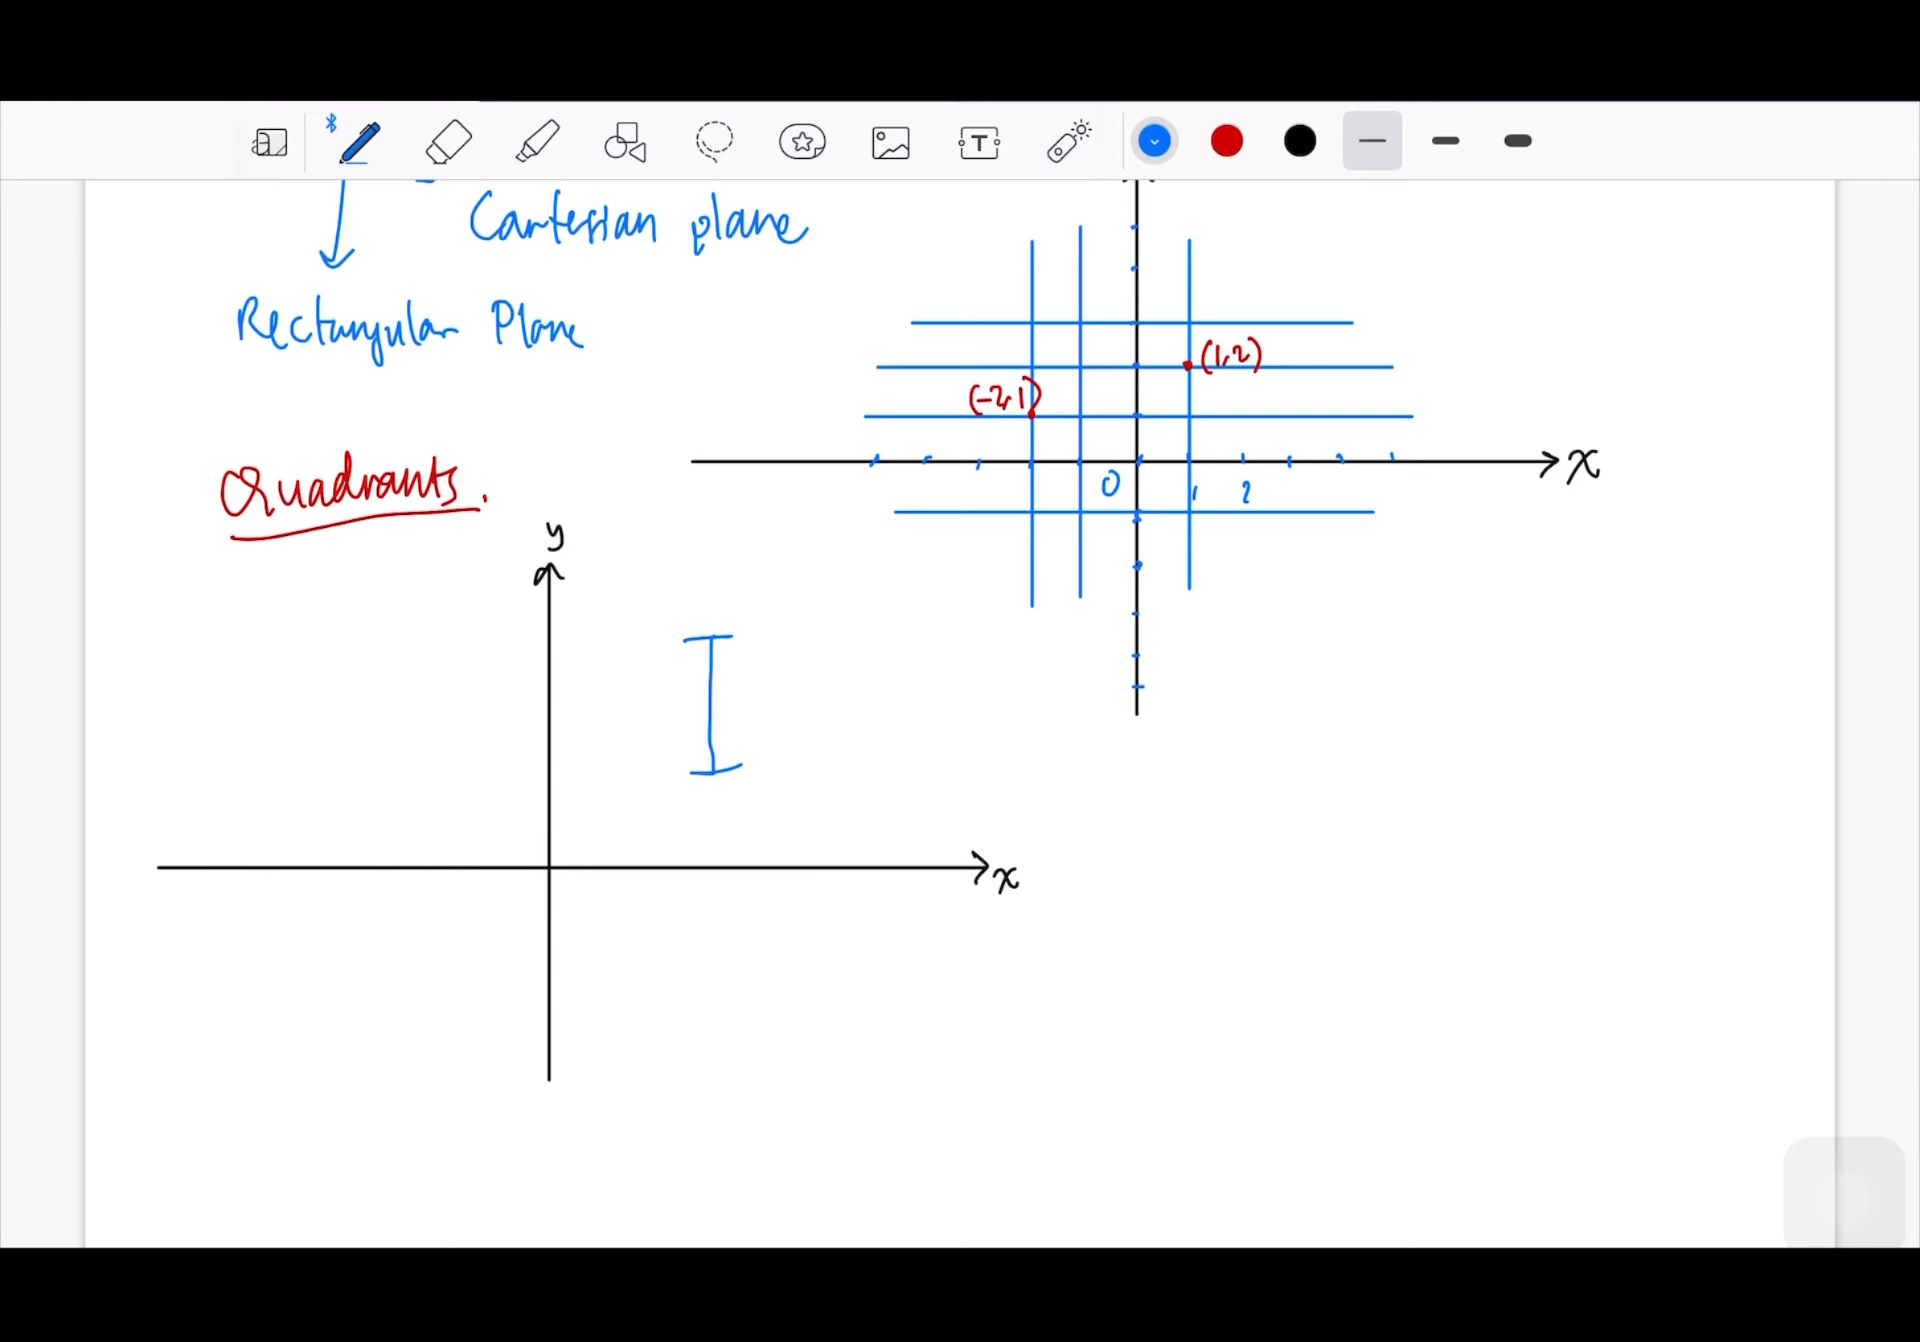 Cartesian plane
Rectangular Plane
(1,2)
(-2,1)
x
0 1 2
Quadrants.
y
I
x
T